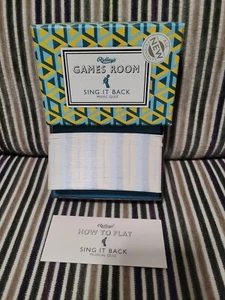 Ridley's
GAMES ROOM
SING IT BACK
MUSIC QUIZ
Ridley's
HOW TO PLAY
SING IT BACK
MUSICAL QUIZ